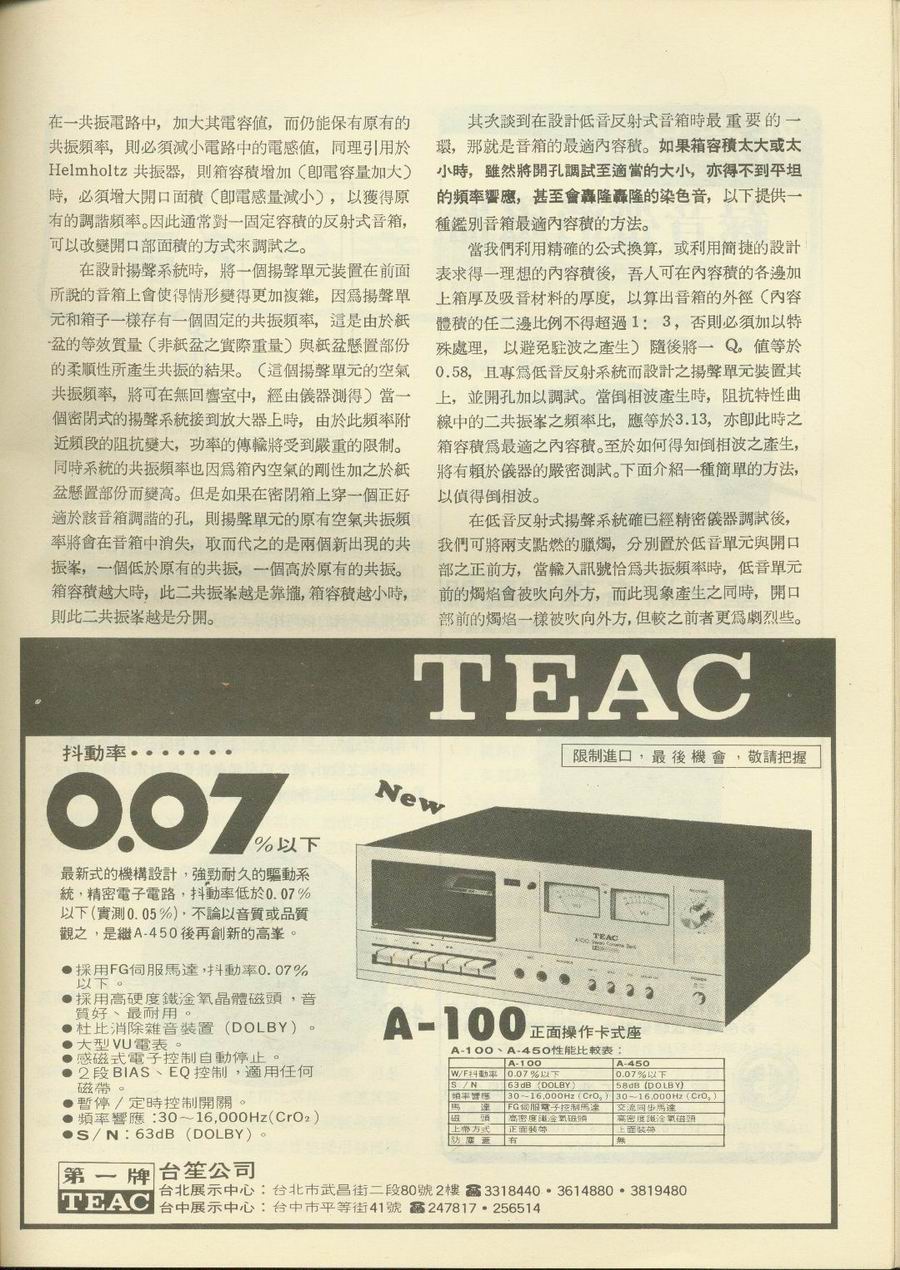 在一共振電路中，加大其電容值，而仍能保有原有的
共振頻率，則必須減小電路中的電感值，同理引用於
Helmholtz 共振器，則箱容積增加（卽電容量加大）
時，必須增大開口面積（卽電感量減小），以獲得原
有的調諧頻率。因此通常對一固定容積的反射式音箱，
可以改變開口部面積的方式來調試之。
在設計揚聲系統時，將一個揚聲單元裝置在前面
所說的音箱上會使得情形變得更加複雜，因爲揚聲單
元和箱子一樣存有一個固定的共振頻率，這是由於紙
盆的等效質量（非紙盆之實際重量）與紙盆懸置部份
的柔順性所產生共振的結果。（這個揚聲單元的空氣
共振頻率，將可在無回響室中，經由儀器測得）當一
個密閉式的揚聲系統接到放大器上時，由於此頻率附
近頻段的阻抗變大，功率的傳輸將受到嚴重的限制。
同時系統的共振頻率也因爲箱內空氣的剛性加之於紙
盆懸置部份而變高。但是如果在密閉箱上穿一個正好
適於該音箱調諧的孔，則揚聲單元的原有空氣共振頻
率將會在音箱中消失，取而代之的是兩個新出現的共
振峯，一個低於原有的共振，一個高於原有的共振。
箱容積越大時，此二共振峯越是靠攏，箱容積越小時，
則此二共振峯越是分開。
其次談到在設計低音反射式音箱時最重要的一
環，那就是音箱的最適內容積。如果箱容積太大或太
小時，雖然將開孔調試至適當的大小，亦得不到平坦
的頻率響應，甚至會轟隆轟隆的染色音，以下提供一
種鑑別音箱最適內容積的方法。
當我們利用精確的公式換算，或利用簡捷的設計
表求得一理想的內容積後，吾人可在內容積的各邊加
上箱厚及吸音材料的厚度，以算出音箱的外徑（內容
體積的任二邊比例不得超過1：3，否則必須加以特
殊處理，以避免駐波之產生）隨後將一 Q₀ 值等於
0.58，且專爲低音反射系統而設計之揚聲單元裝置其
上，並開孔加以調試。當倒相波產生時，阻抗特性曲
線中的二共振峯之頻率比，應等於3.13，亦卽此時之
箱容積爲最適之內容積。至於如何得知倒相波之產生，
將有賴於儀器的嚴密測試。下面介紹一種簡單的方法，
以偵得倒相波。
在低音反射式揚聲系統確已經精密儀器調試後，
我們可將兩支點燃的臘燭，分別置於低音單元與開口
部之正前方，當輸入訊號恰爲共振頻率時，低音單元
前的燭焰會被吹向外方，而此現象產生之同時，開口
部前的燭焰一樣被吹向外方，但較之前者更爲劇烈些。
TEAC
抖動率・・・・・・・・
0.07%以下
限制進口，最後機會，敬請把握
New
最新式的機構設計，強勁耐久的驅動系
統，精密電子電路，抖動率低於0.07%
以下(實測0.05%)，不論以音質或品質
觀之，是繼A-450後再創新的高峯。
●採用FG伺服馬達，抖動率0.07%
以下。
●採用高硬度鐵淦氧晶體磁頭，音
質好、最耐用。
●杜比消除雜音裝置（DOLBY）。
●大型VU電表。
●感磁式電子控制自動停止。
●2段BIAS、EQ控制，適用任何
磁帶。
●暫停／定時控制開關。
●頻率響應：30～16,000Hz(CrO₂)
●S／N：63dB（DOLBY）。
TEAC
VU VU
A-100 正面操作卡式座
A-100、A-450性能比較表：
A-100 A-450
W/F抖動率 0.07%以下 0.07%以下
S／N 63dB（DOLBY） 58dB (DOLBY)
頻率響應 30～16,000Hz (CrO₂) 30～16,000Hz (CrO₂)
馬達 FG伺服電子控制馬達 交流同步馬達
磁頭 高密度鐵淦氧磁頭 高密度鐵淦氧磁頭
上帶方式 正面裝帶 上面裝帶
防塵蓋 有 無
第一牌 台笙公司
TEAC
台北展示中心：台北市武昌街二段80號2樓 ☎3318440・3614880・3819480
台中展示中心：台中市平等街41號 ☎247817・256514